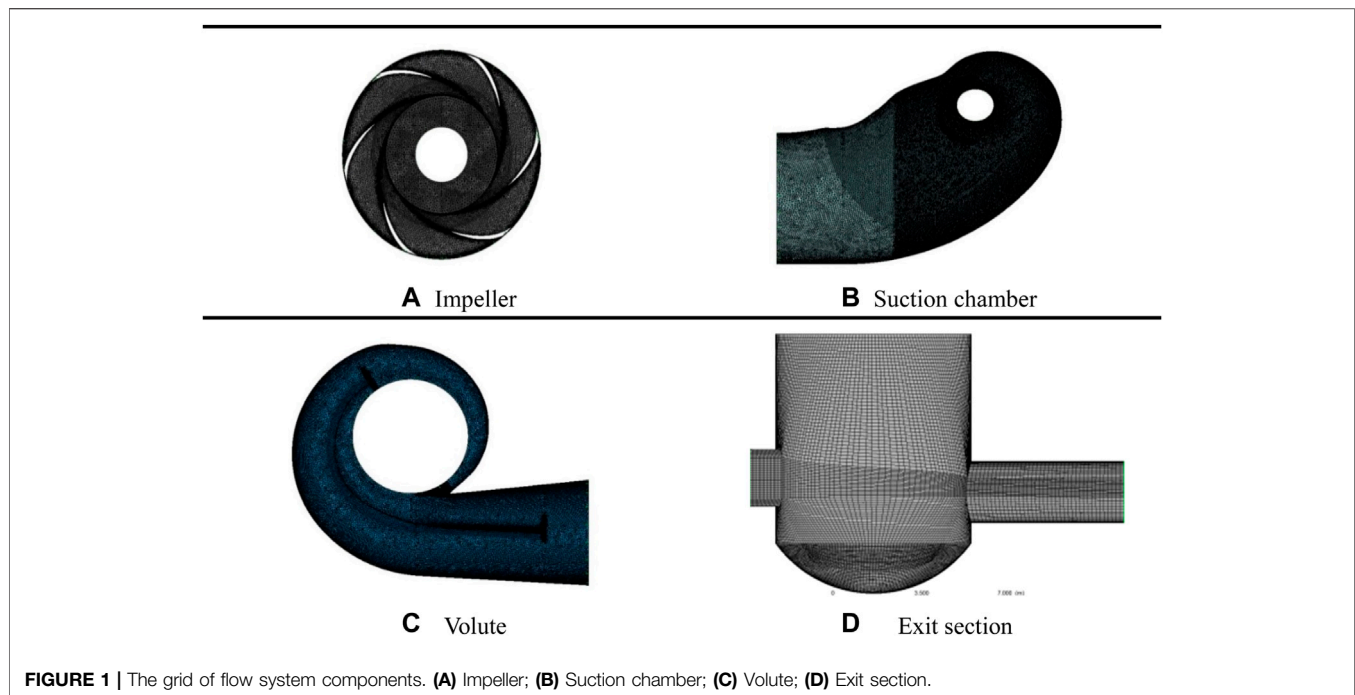 A Impeller
B Suction chamber
C Volute
0 3.500 7.000 (m)
D Exit section
FIGURE 1 | The grid of flow system components. (A) Impeller; (B) Suction chamber; (C) Volute; (D) Exit section.